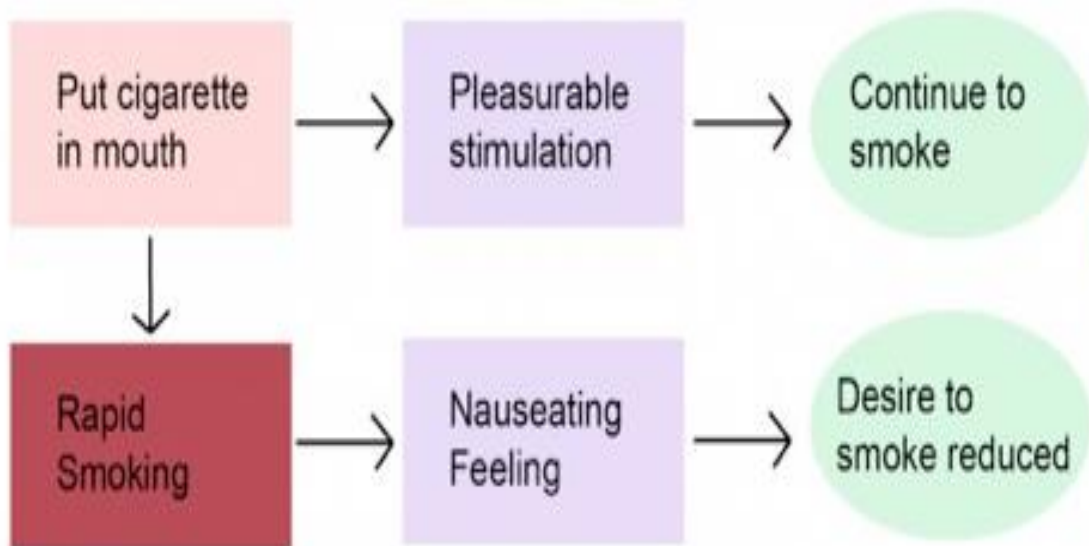 Put cigarette
in mouth
Pleasurable
stimulation
Continue to
smoke
Rapid
Smoking
Nauseating
Feeling
Desire to
smoke reduced